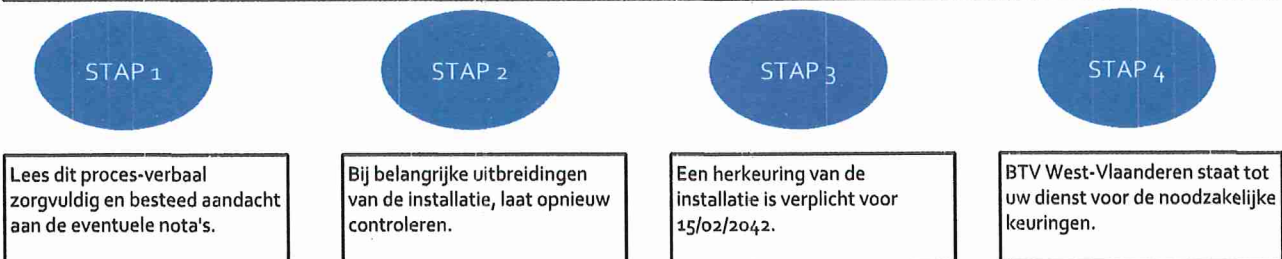 STAP 1
STAP 2
STAP 3
STAP 4
Lees dit proces-verbaal
zorgvuldig en besteed aandacht
aan de eventuele nota's.
Bij belangrijke uitbreidingen
van de installatie, laat opnieuw
controleren.
Een herkeuring van de
installatie is verplicht voor
15/02/2042.
BTV West-Vlaanderen staat tot
uw dienst voor de noodzakelijke
keuringen.